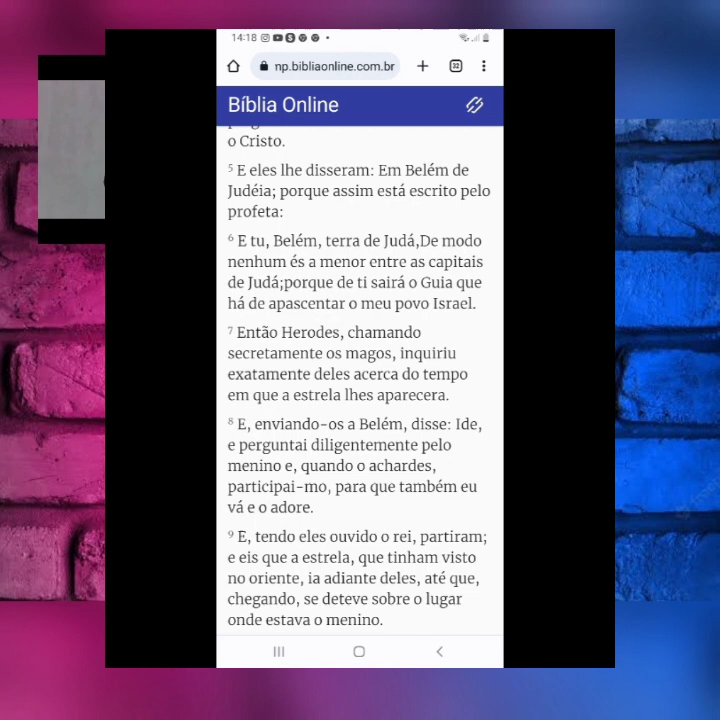 14:18
np.bibliaonline.com.br
32
Bíblia Online
o Cristo.
5 E eles lhe disseram: Em Belém de
Judéia; porque assim está escrito pelo
profeta:
6 E tu, Belém, terra de Judá,De modo
nenhum és a menor entre as capitais
de Judá;porque de ti sairá o Guia que
há de apascentar o meu povo Israel.
7 Então Herodes, chamando
secretamente os magos, inquiriu
exatamente deles acerca do tempo
em que a estrela lhes aparecera.
8 E, enviando-os a Belém, disse: Ide,
e perguntai diligentemente pelo
menino e, quando o achardes,
participai-mo, para que também eu
vá e o adore.
9 E, tendo eles ouvido o rei, partiram;
e eis que a estrela, que tinham visto
no oriente, ia adiante deles, até que,
chegando, se deteve sobre o lugar
onde estava o menino.